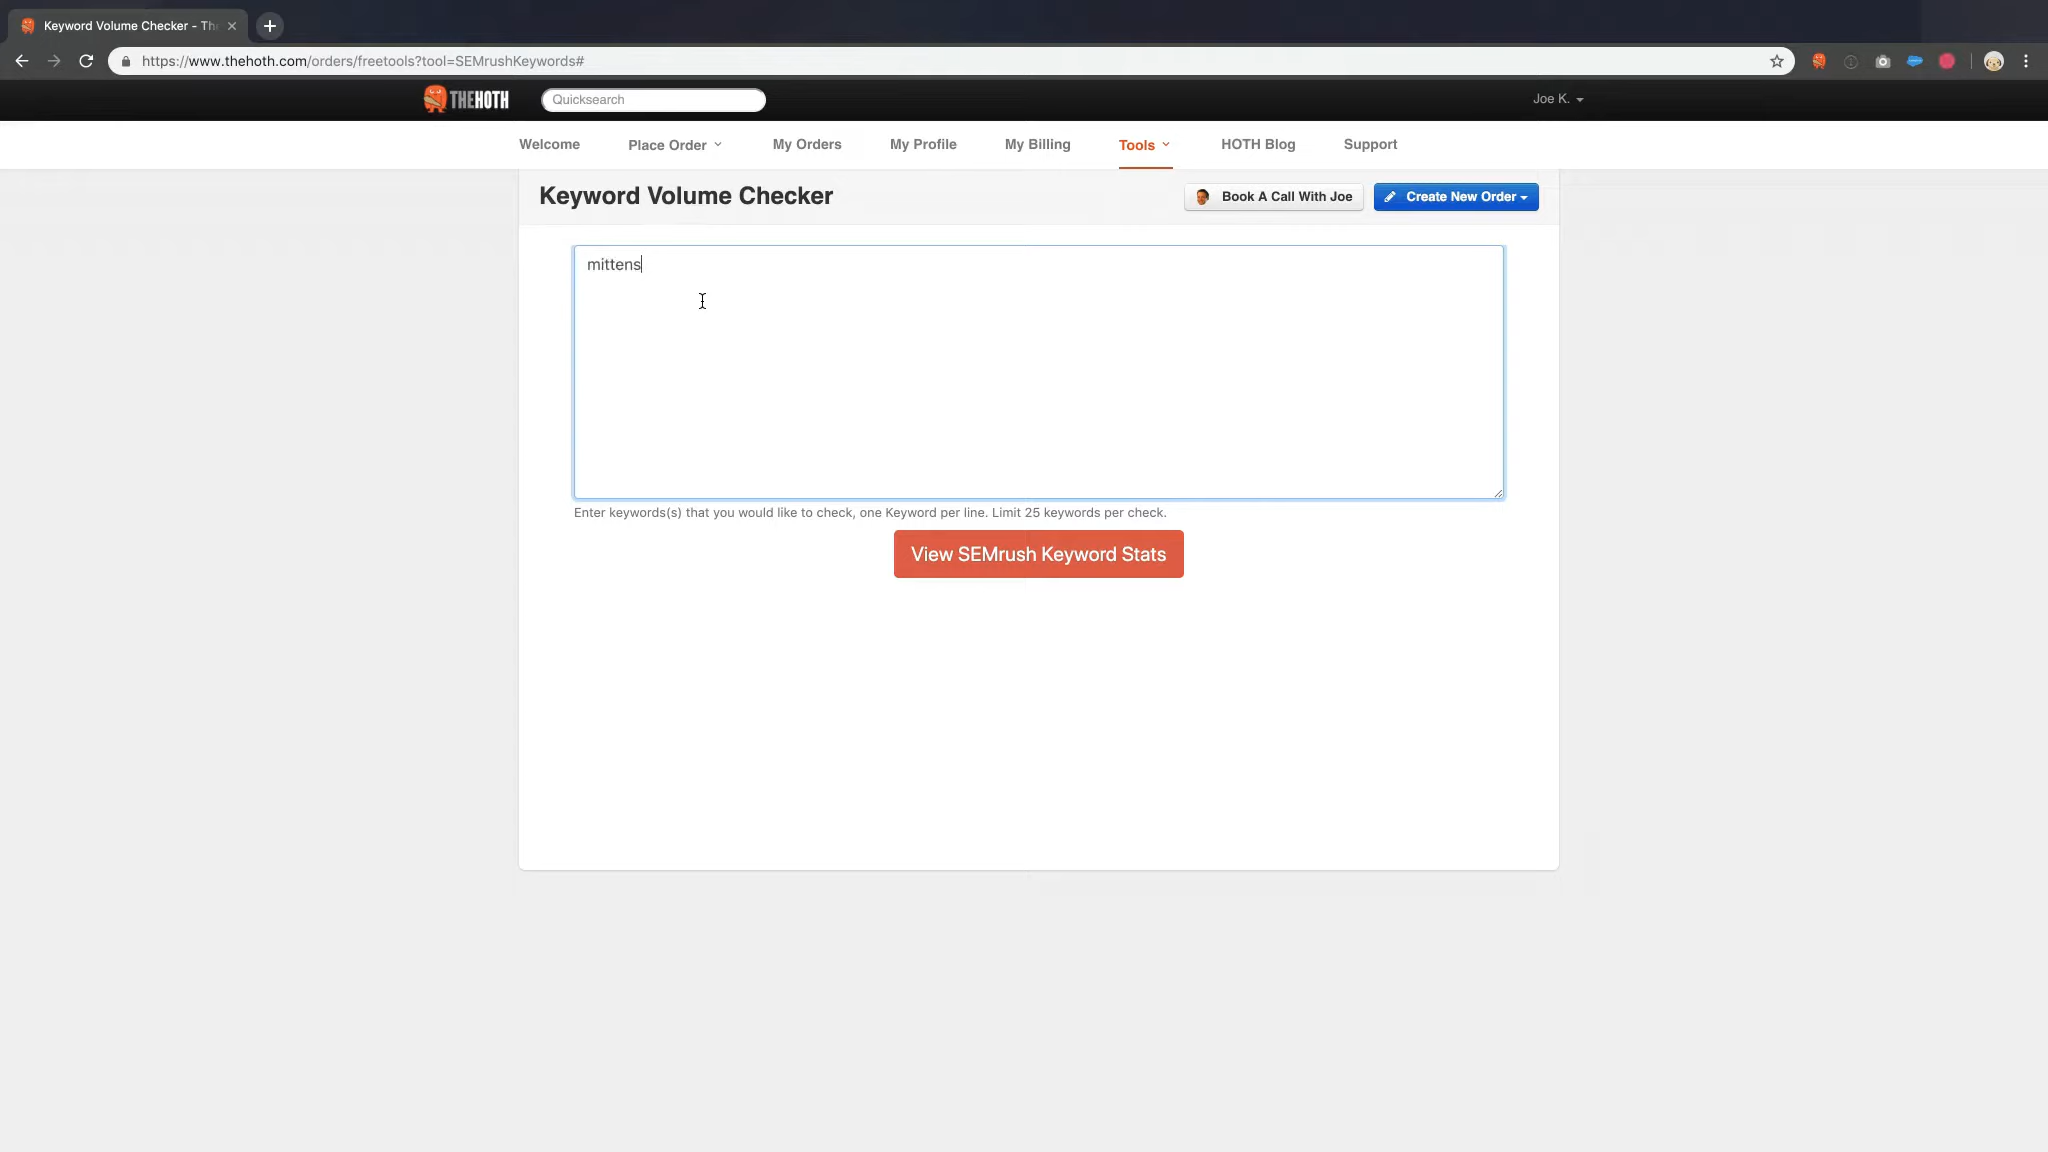 Keyword Volume Checker - Th
https://www.thehoth.com/orders/freetools?tool=SEMrushKeywords#
THEHOTH
Quicksearch
Joe K.
Welcome
Place Order
My Orders
My Profile
My Billing
Tools
HOTH Blog
Support
Keyword Volume Checker
Book A Call With Joe
Create New Order
mittens
Enter keywords(s) that you would like to check, one Keyword per line. Limit 25 keywords per check.
View SEMrush Keyword Stats